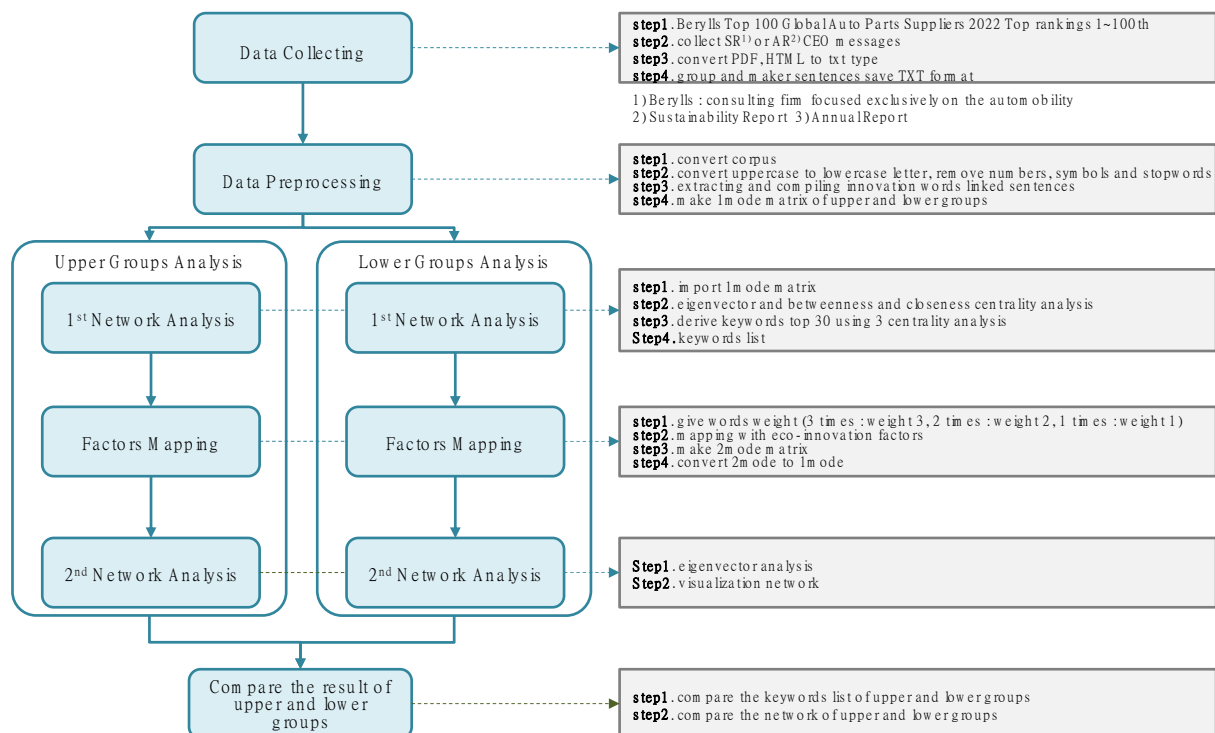 Data Collecting
step1. Berylls Top 100 Global Auto Parts Suppliers 2022 Top rankings 1~100th
step2. collect SR1) or AR2) CEO messages
step3. convert PDF, HTML to txt type
step4. group and maker sentences save TXT format
1) Berylls : consulting firm focused exclusively on the automobility
2) Sustainability Report 3) Annual Report
Data Preprocessing
step1. convert corpus
step2. convert uppercase to lowercase letter, remove numbers, symbols and stopwords
step3. extracting and compiling innovation words linked sentences
step4. make 1mode matrix of upper and lower groups
Upper Groups Analysis
Lower Groups Analysis
1st Network Analysis
1st Network Analysis
step1. import 1mode matrix
step2. eigenvector and betweenness and closeness centrality analysis
step3. derive keywords top 30 using 3 centrality analysis
Step4. keywords list
Factors Mapping
Factors Mapping
step1. give words weight (3 times : weight 3, 2 times : weight 2, 1 times : weight 1)
step2. mapping with eco-innovation factors
step3. make 2mode matrix
step4. convert 2mode to 1mode
2nd Network Analysis
2nd Network Analysis
Step1. eigenvector analysis
Step2. visualization network
Compare the result of
upper and lower
groups
step1. compare the keywords list of upper and lower groups
step2. compare the network of upper and lower groups